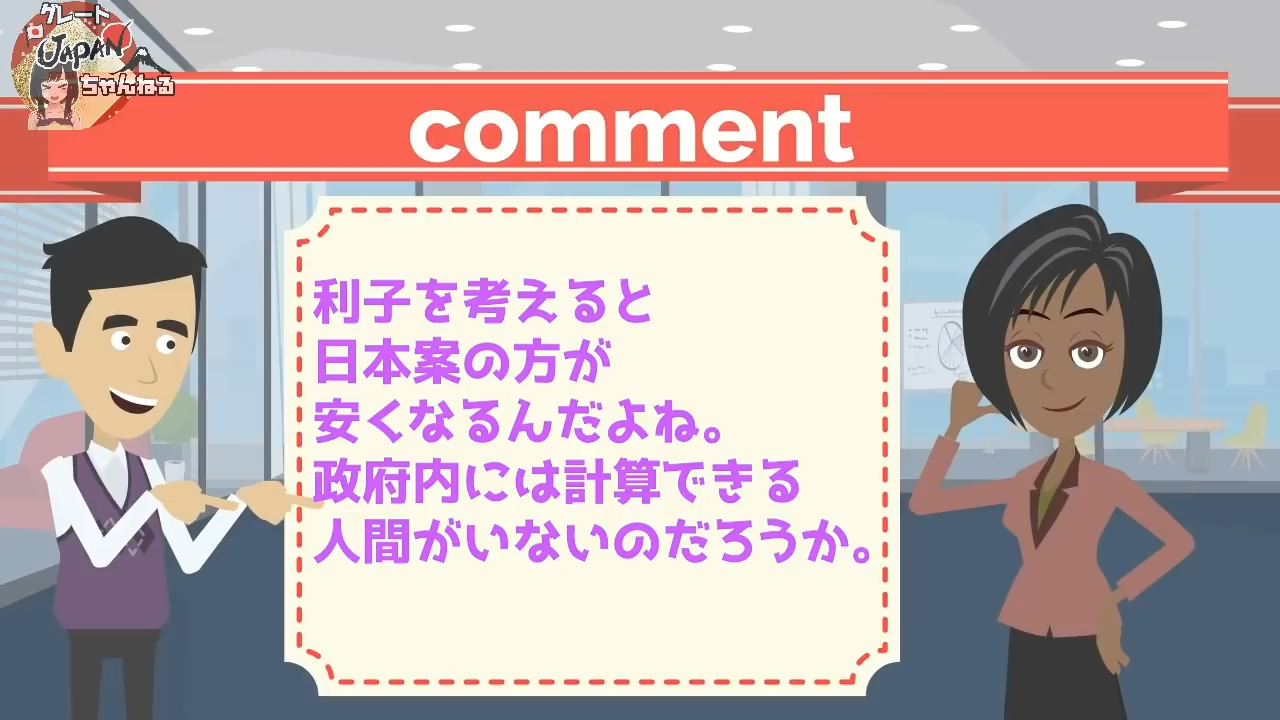 グレート
JAPAN
ちゃんねる
comment
利子を考えると
日本案の方が
安くなるんだよね。
政府内には計算できる
人間がいないのだろうか。